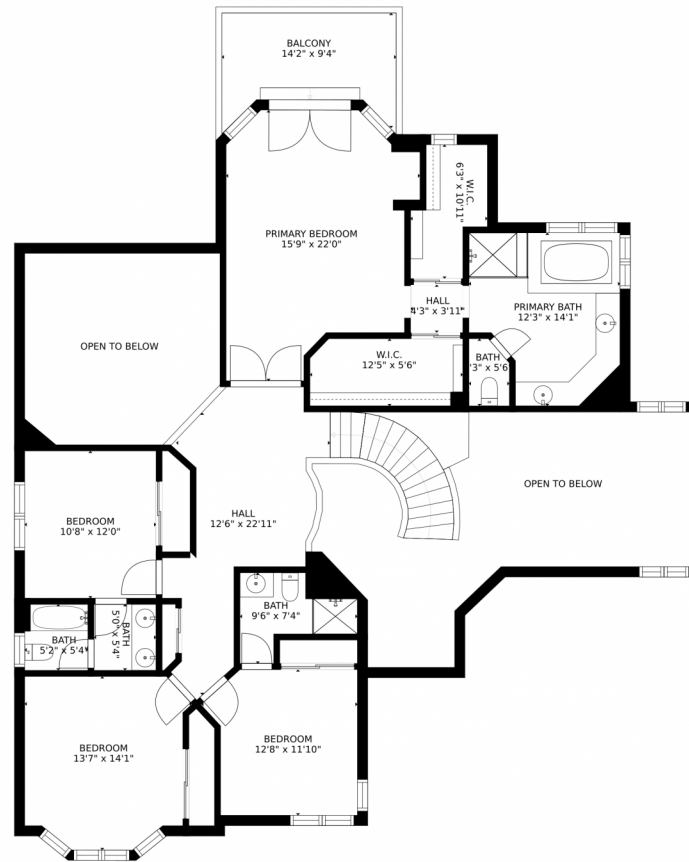 BALCONY
14'2" x 9'4"
PRIMARY BEDROOM
15'9" x 22'0"
W.I.C.
6'3" x 10'11"
HALL
4'3" x 3'11"
PRIMARY BATH
12'3" x 14'1"
OPEN TO BELOW
W.I.C.
12'5" x 5'6"
BATH
'3" x 5'6
OPEN TO BELOW
HALL
12'6" x 22'11"
BEDROOM
10'8" x 12'0"
BATH
9'6" x 7'4"
BATH
5'2" x 5'4"
BATH
5'0" x 5'4"
BEDROOM
13'7" x 14'1"
BEDROOM
12'8" x 11'10"